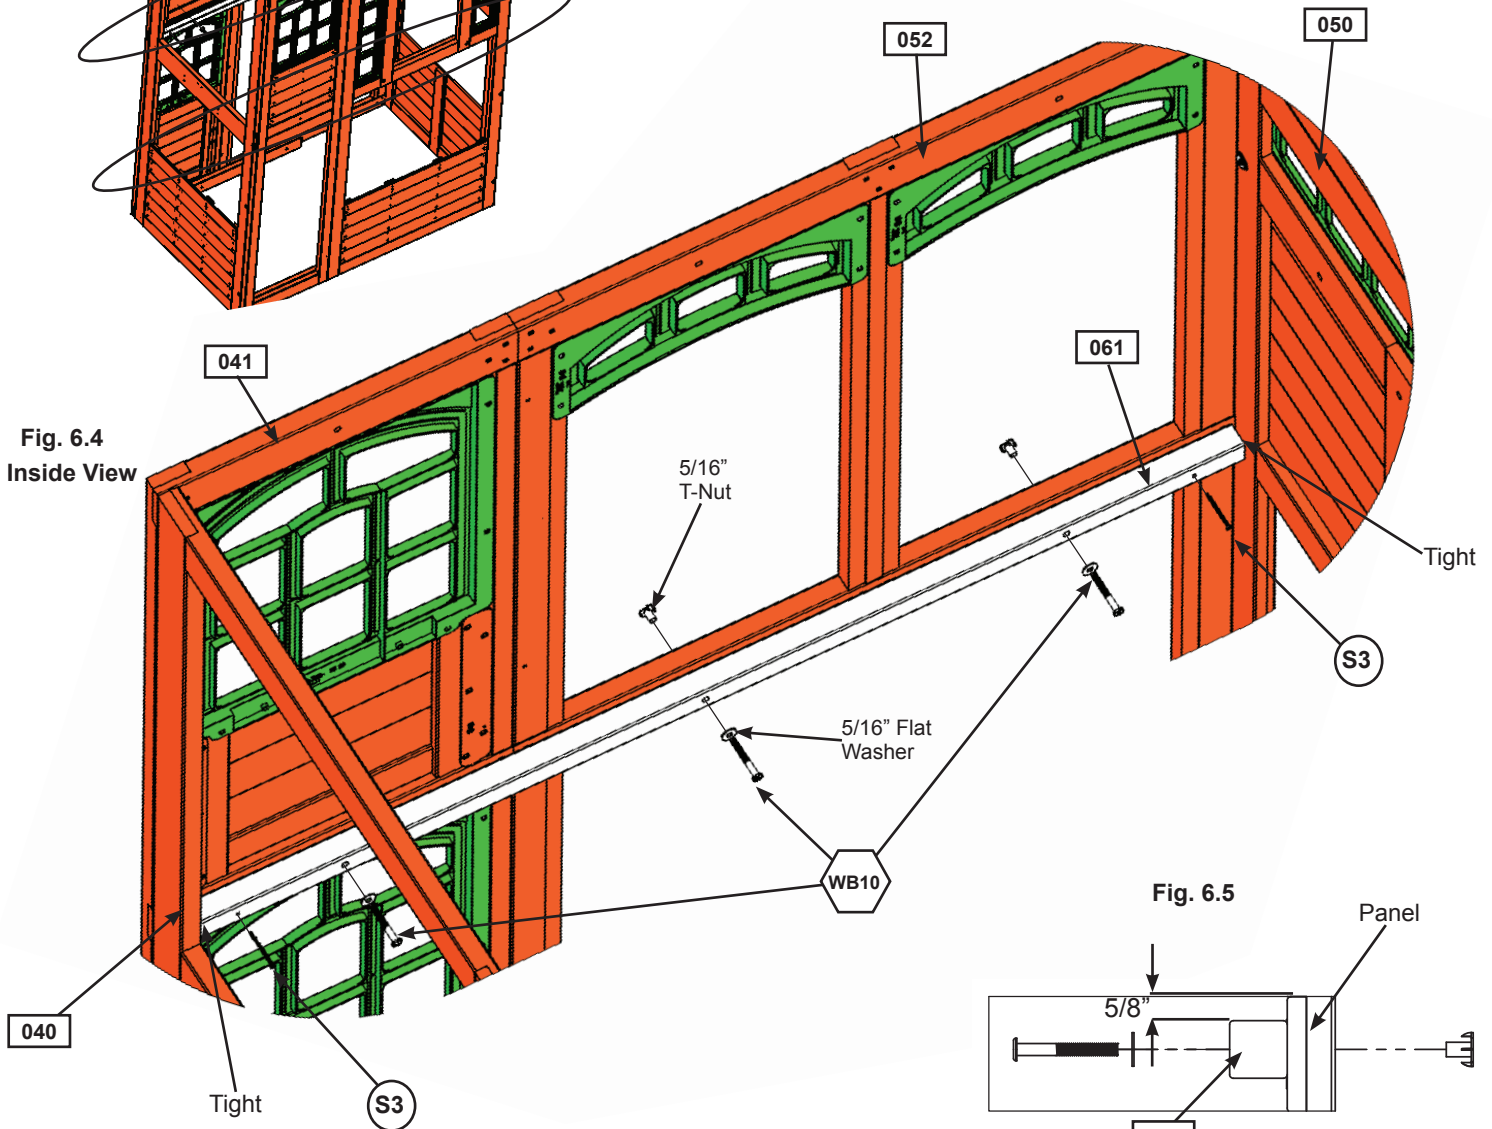 052
050
041
061
Fig. 6.4
Inside View
5/16”
T-Nut
Tight
S3
5/16” Flat
Washer
WB10
Fig. 6.5
Panel
5/8”
040
Tight
S3